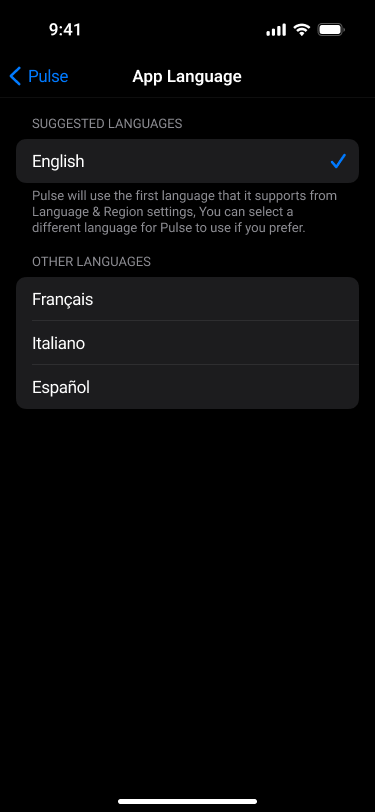 9:41
Pulse
App Language
SUGGESTED LANGUAGES
English
Pulse will use the first language that it supports from
Language & Region settings, You can select a
different language for Pulse to use if you prefer.
OTHER LANGUAGES
Français
Italiano
Español